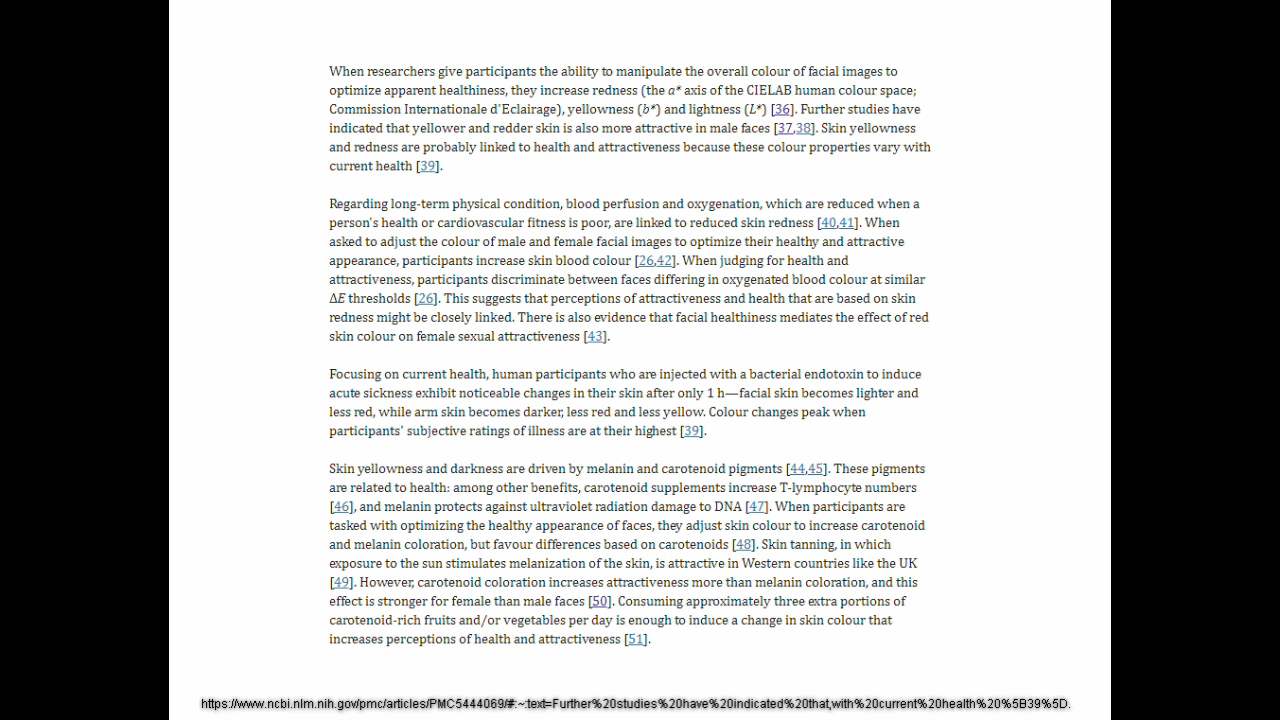 When researchers give participants the ability to manipulate the overall colour of facial images to
optimize apparent healthiness, they increase redness (the a* axis of the CIELAB human colour space;
Commission Internationale d'Eclairage), yellowness (b*) and lightness (L*) [36]. Further studies have
indicated that yellower and redder skin is also more attractive in male faces [37,38]. Skin yellowness
and redness are probably linked to health and attractiveness because these colour properties vary with
current health [39].
Regarding long-term physical condition, blood perfusion and oxygenation, which are reduced when a
person's health or cardiovascular fitness is poor, are linked to reduced skin redness [40,41]. When
asked to adjust the colour of male and female facial images to optimize their healthy and attractive
appearance, participants increase skin blood colour [26,42]. When judging for health and
attractiveness, participants discriminate between faces differing in oxygenated blood colour at similar
ΔE thresholds [26]. This suggests that perceptions of attractiveness and health that are based on skin
redness might be closely linked. There is also evidence that facial healthiness mediates the effect of red
skin colour on female sexual attractiveness [43].
Focusing on current health, human participants who are injected with a bacterial endotoxin to induce
acute sickness exhibit noticeable changes in their skin after only 1 h—facial skin becomes lighter and
less red, while arm skin becomes darker, less red and less yellow. Colour changes peak when
participants' subjective ratings of illness are at their highest [39].
Skin yellowness and darkness are driven by melanin and carotenoid pigments [44,45]. These pigments
are related to health: among other benefits, carotenoid supplements increase T-lymphocyte numbers
[46], and melanin protects against ultraviolet radiation damage to DNA [47]. When participants are
tasked with optimizing the healthy appearance of faces, they adjust skin colour to increase carotenoid
and melanin coloration, but favour differences based on carotenoids [48]. Skin tanning, in which
exposure to the sun stimulates melanization of the skin, is attractive in Western countries like the UK
[49]. However, carotenoid coloration increases attractiveness more than melanin coloration, and this
effect is stronger for female than male faces [50]. Consuming approximately three extra portions of
carotenoid-rich fruits and/or vegetables per day is enough to induce a change in skin colour that
increases perceptions of health and attractiveness [51].
https://www.ncbi.nlm.nih.gov/pmc/articles/PMC5444069/#:~:text=Further%20studies%20have%20indicated%20that,with%20current%20health%20%5B39%5D.